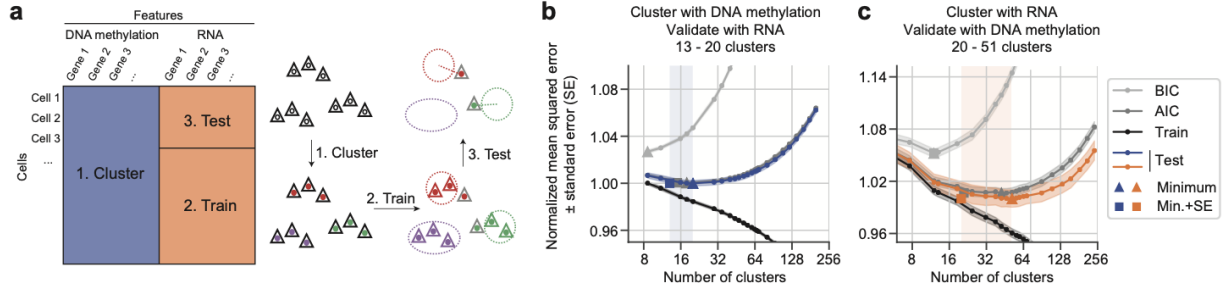 a
Features
DNA methylation
RNA
Gene 1
Gene 2
Gene 3
...
Gene 1
Gene 2
Gene 3
...
Cells
Cell 1
Cell 2
Cell 3
...
1. Cluster
3. Test
2. Train
1. Cluster
2. Train
3. Test
b
Cluster with DNA methylation
Validate with RNA
13 - 20 clusters
Normalized mean squared error
± standard error (SE)
1.08
1.04
1.00
0.96
8
16
32
64
128
256
Number of clusters
c
Cluster with RNA
Validate with DNA methylation
20 - 51 clusters
1.14
1.08
1.02
0.96
8
16
32
64
128
256
Number of clusters
BIC
AIC
Train
Test
Minimum
Min.+SE